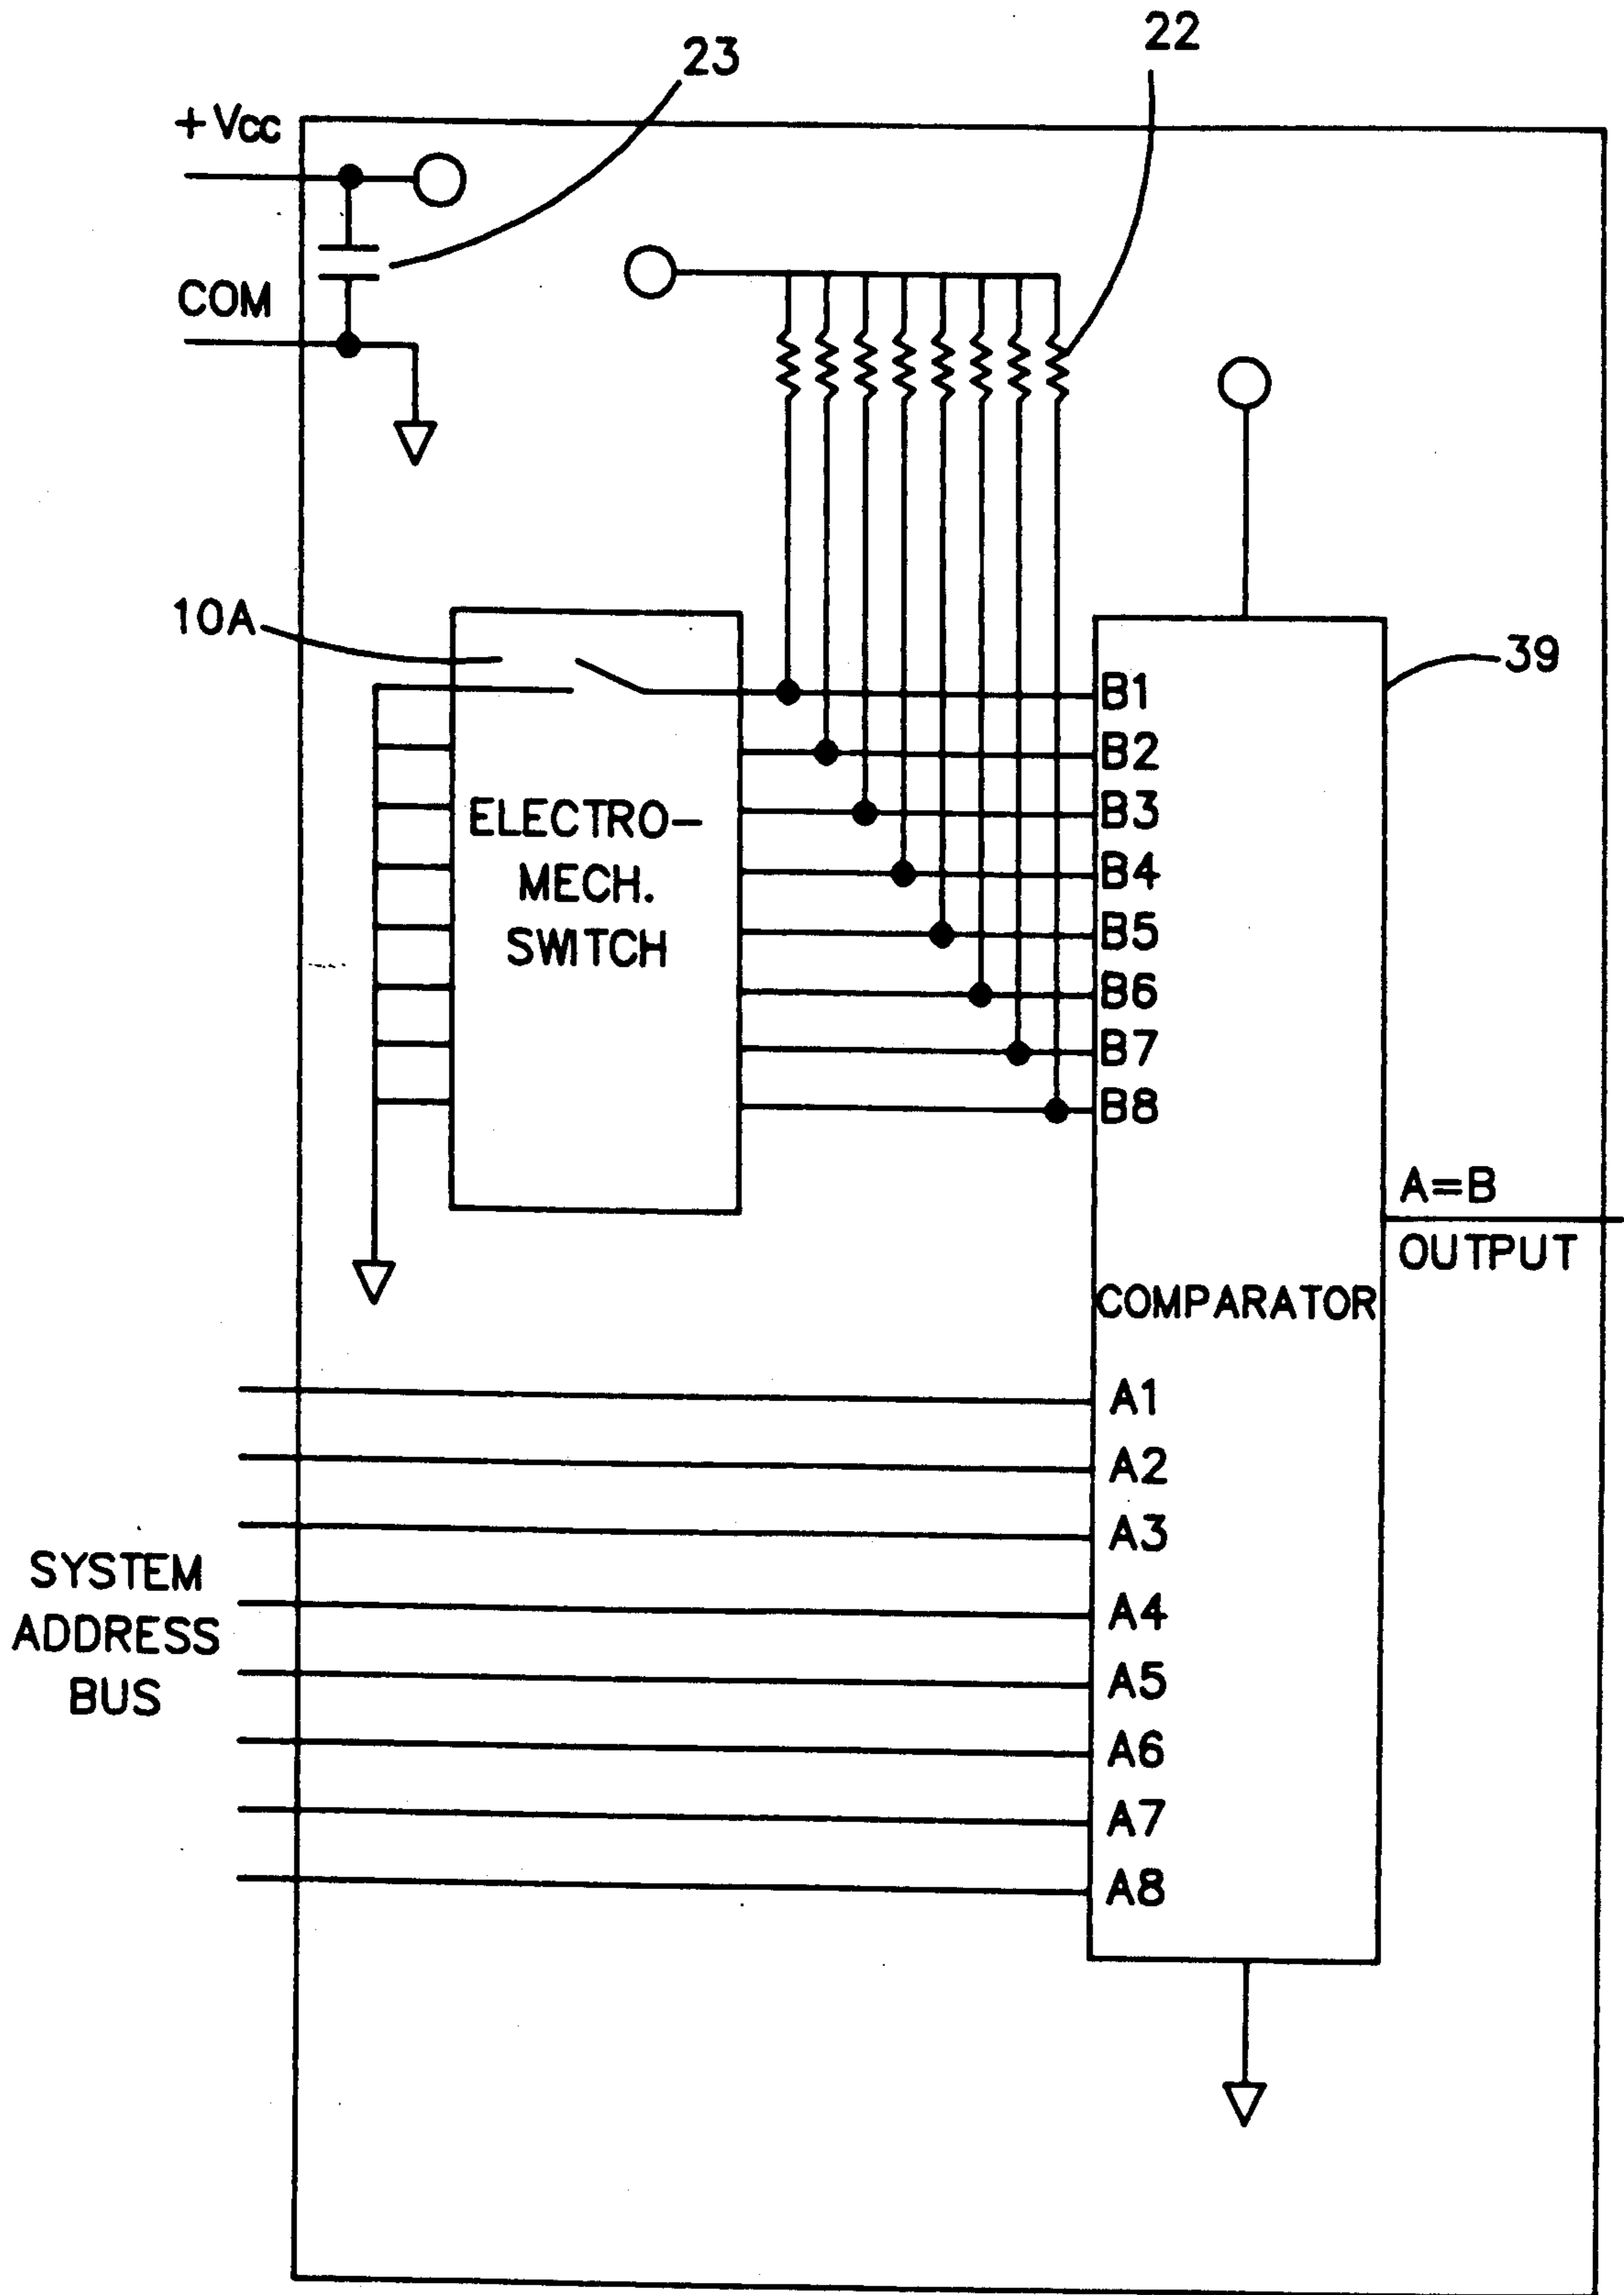 22
23
+Vcc
COM
10A
39
B1
B2
B3
B4
B5
B6
B7
B8
ELECTRO-
MECH.
SWITCH
A=B
OUTPUT
COMPARATOR
A1
A2
A3
A4
A5
A6
A7
A8
SYSTEM
ADDRESS
BUS